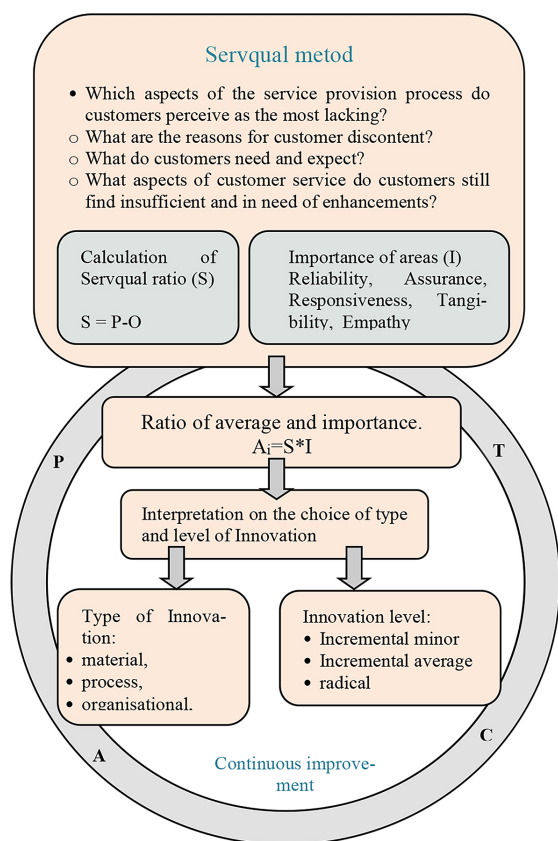 Servqual metod
• Which aspects of the service provision process do
customers perceive as the most lacking?
o What are the reasons for customer discontent?
o What do customers need and expect?
o What aspects of customer service do customers still
find insufficient and in need of enhancements?
Calculation of
Servqual ratio (S)
S = P-O
Importance of areas (I)
Reliability, Assurance,
Responsiveness, Tangi-
bility, Empathy
Ratio of average and importance.
Ai=S*I
P
T
Interpretation on the choice of type
and level of Innovation
Type of Innova-
tion:
• material,
• process,
• organisational.
Innovation level:
• Incremental minor
• Incremental average
• radical
A
C
Continuous improve-
ment